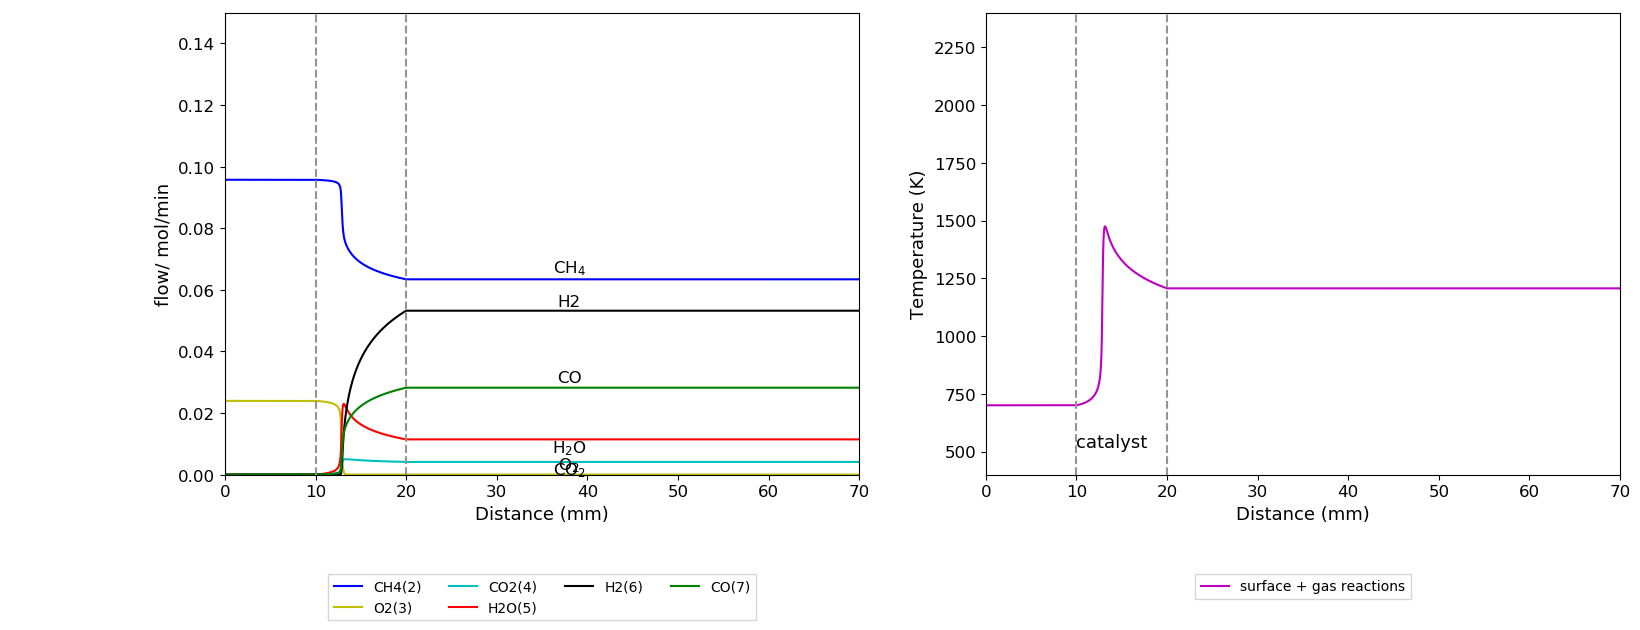 0.14
0.12
0.10
0.08
0.06
0.04
0.02
0.00
flow/ mol/min
CH₄
H2
CO
H₂O
O₂
CO₂
0 10 20 30 40 50 60 70
Distance (mm)
CH4(2) CO2(4) H2(6) CO(7)
O2(3) H2O(5)
2250
2000
1750
1500
1250
1000
750
500
Temperature (K)
catalyst
0 10 20 30 40 50 60 70
Distance (mm)
surface + gas reactions